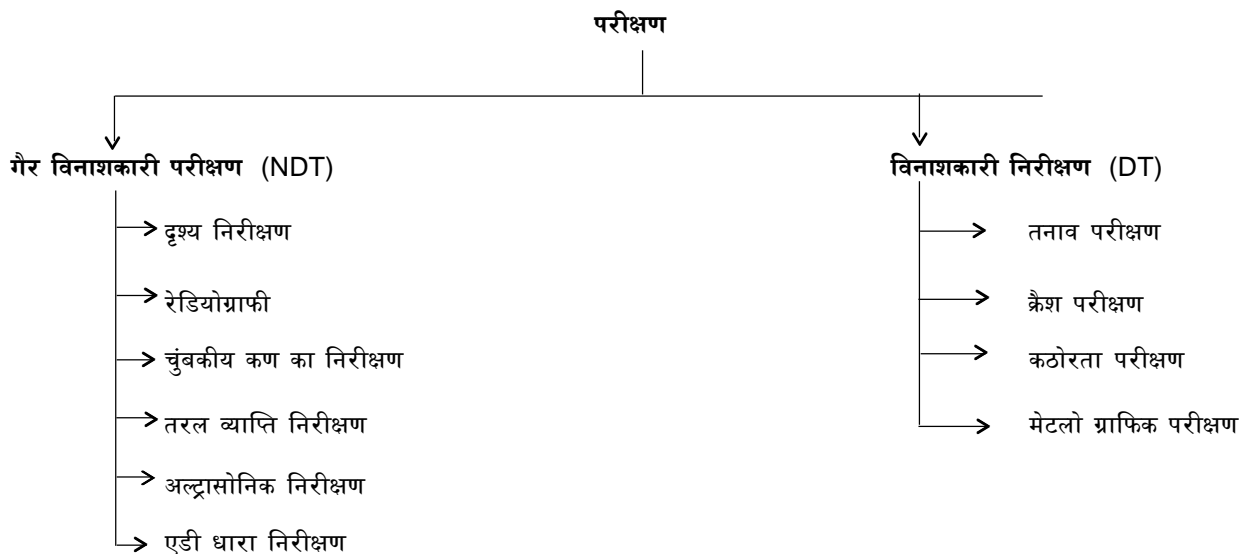 परीक्षण
गैर विनाशकारी परीक्षण (NDT)
दृश्य निरीक्षण
रेडियोग्राफी
चुंबकीय कण का निरीक्षण
तरल व्याप्ति निरीक्षण
अल्ट्रासोनिक निरीक्षण
एडी धारा निरीक्षण
विनाशकारी निरीक्षण (DT)
तनाव परीक्षण
क्रैश परीक्षण
कठोरता परीक्षण
मेटलो ग्राफिक परीक्षण